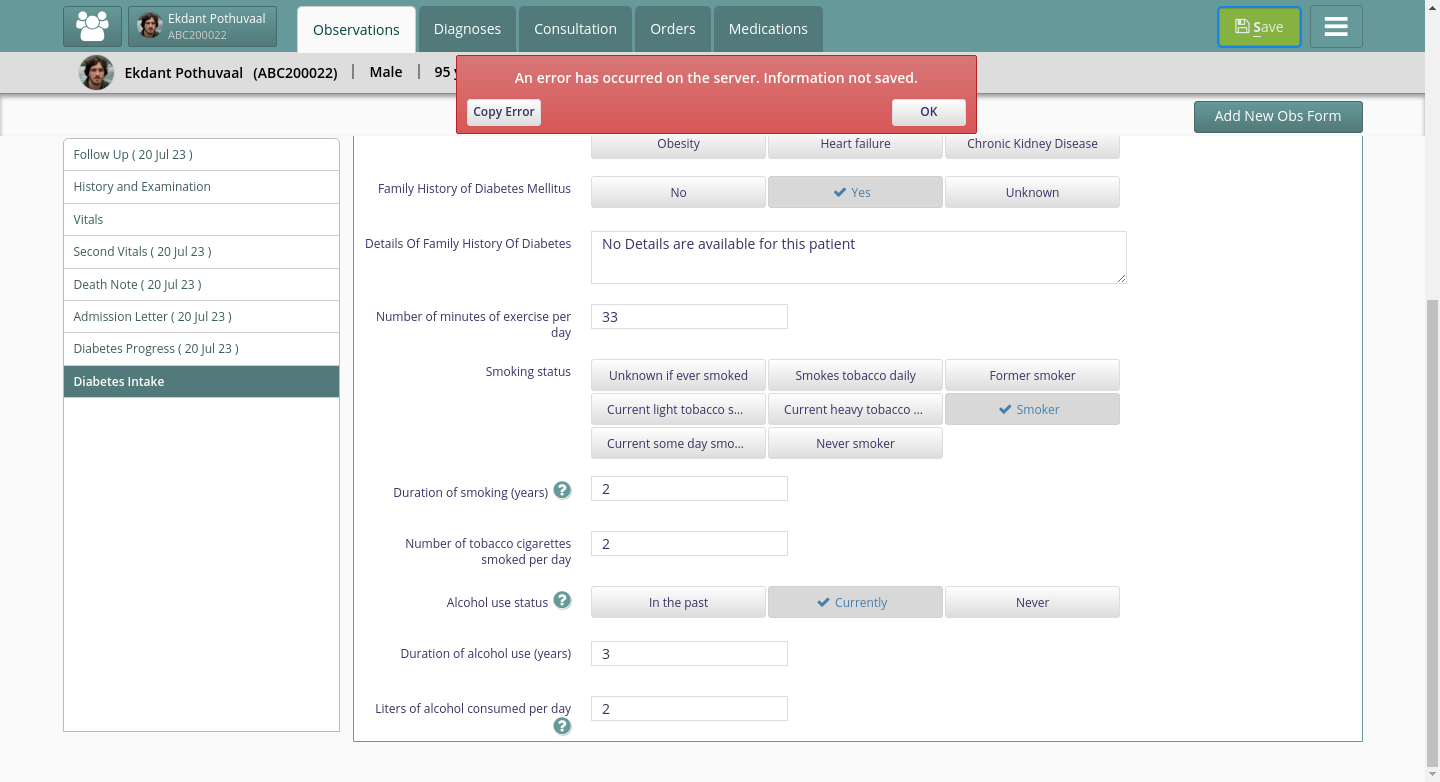 Ekdant Pothuvaal
ABC200022
Observations
Diagnoses
Consultation
Orders
Medications
Save
Ekdant Pothuvaal (ABC200022)
Male
95
An error has occurred on the server. Information not saved.
Copy Error
OK
Add New Obs Form
Follow Up ( 20 Jul 23 )
History and Examination
Vitals
Second Vitals ( 20 Jul 23 )
Death Note ( 20 Jul 23 )
Admission Letter ( 20 Jul 23 )
Diabetes Progress ( 20 Jul 23 )
Diabetes Intake
Obesity
Heart failure
Chronic Kidney Disease
Family History of Diabetes Mellitus
No
Yes
Unknown
Details Of Family History Of Diabetes
No Details are available for this patient
Number of minutes of exercise per
day
33
Smoking status
Unknown if ever smoked
Smokes tobacco daily
Former smoker
Current light tobacco s...
Current heavy tobacco ...
Smoker
Current some day smo...
Never smoker
Duration of smoking (years)
2
Number of tobacco cigarettes
smoked per day
2
Alcohol use status
In the past
Currently
Never
Duration of alcohol use (years)
3
Liters of alcohol consumed per day
2